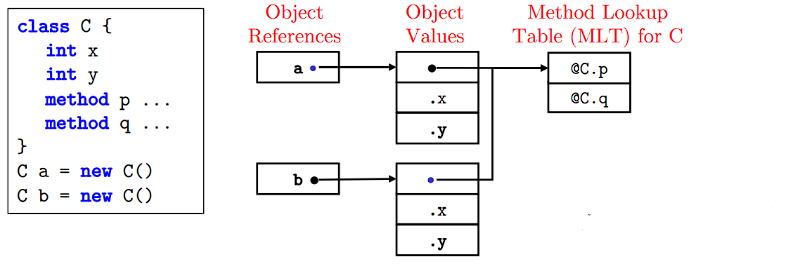 class C {
int x
int y
method p ...
method q ...
}
C a = new C()
C b = new C()
Object
References
Object
Values
Method Lookup
Table (MLT) for C
a
.x
.y
@C.p
@C.q
b
.x
.y